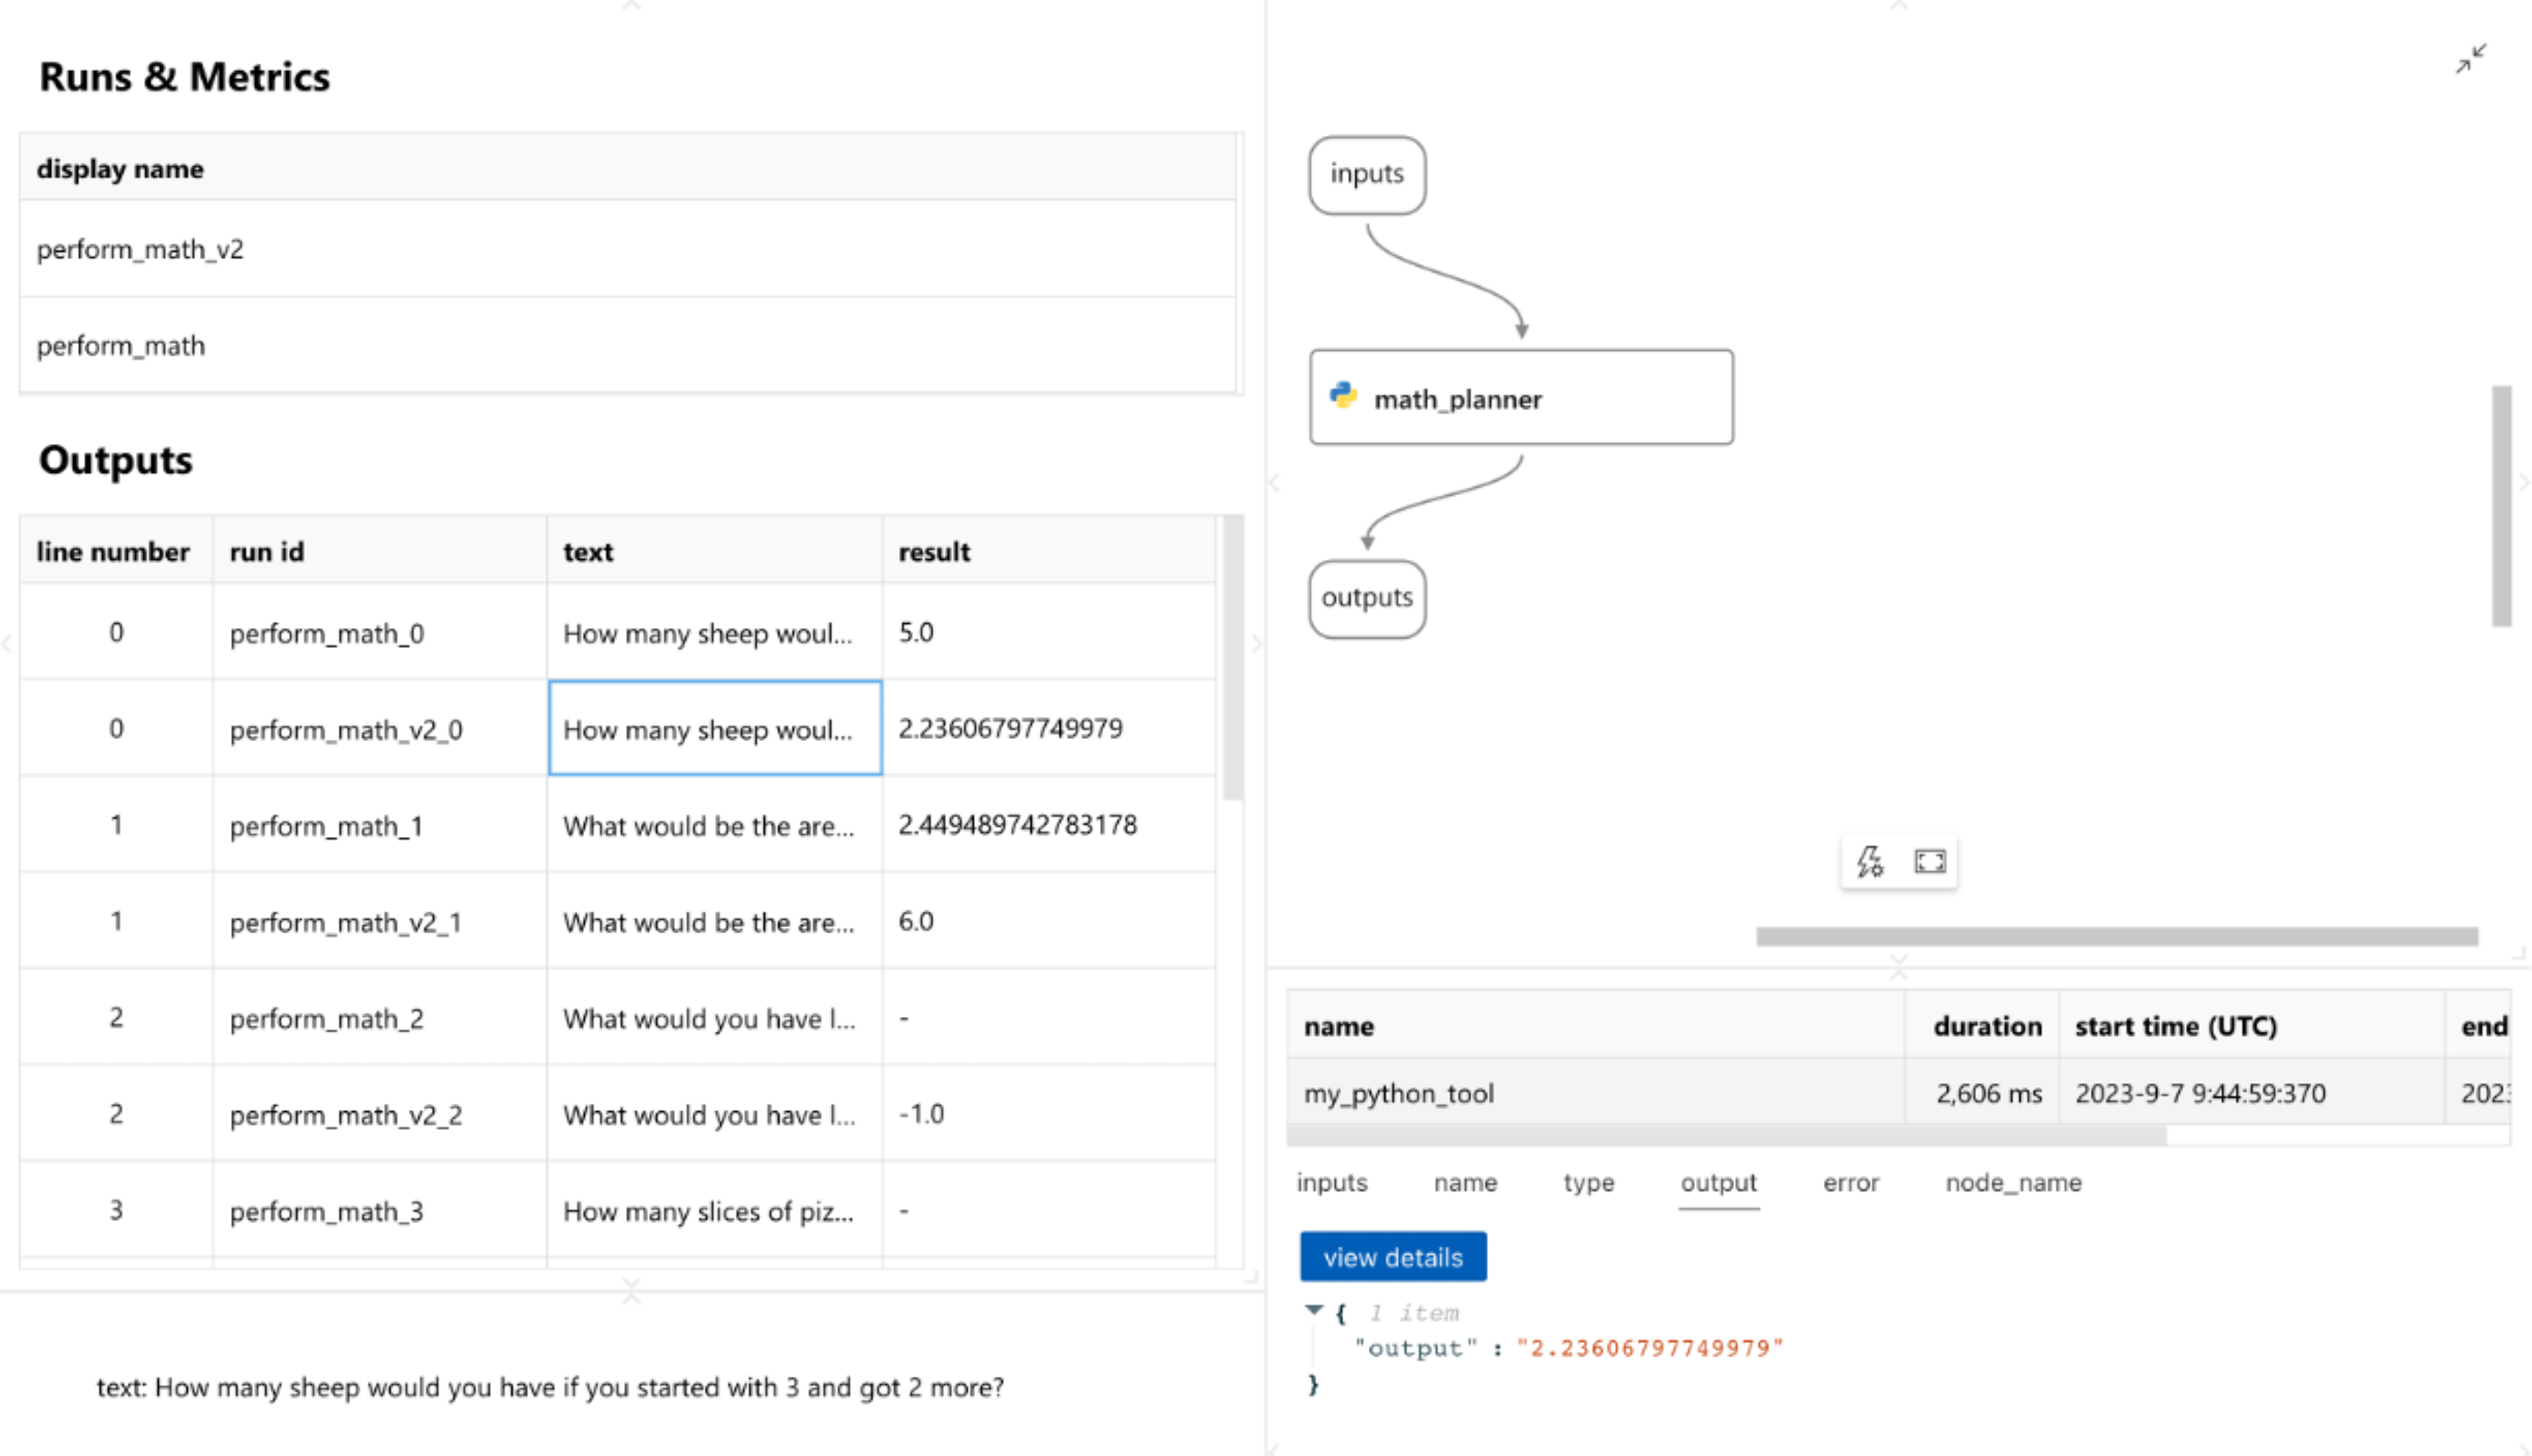 Runs & Metrics
display name
perform_math_v2
perform_math
Outputs
line number run id text result
0 perform_math_0 How many sheep woul... 5.0
0 perform_math_v2_0 How many sheep woul... 2.23606797749979
1 perform_math_1 What would be the are... 2.449489742783178
1 perform_math_v2_1 What would be the are... 6.0
2 perform_math_2 What would you have l... -
2 perform_math_v2_2 What would you have l... -1.0
3 perform_math_3 How many slices of piz... -
text: How many sheep would you have if you started with 3 and got 2 more?
inputs
math_planner
outputs
name duration start time (UTC) end
my_python_tool 2,606 ms 2023-9-7 9:44:59:370 202
inputs name type output error node_name
view details
{ 1 item
"output" : "2.23606797749979"
}